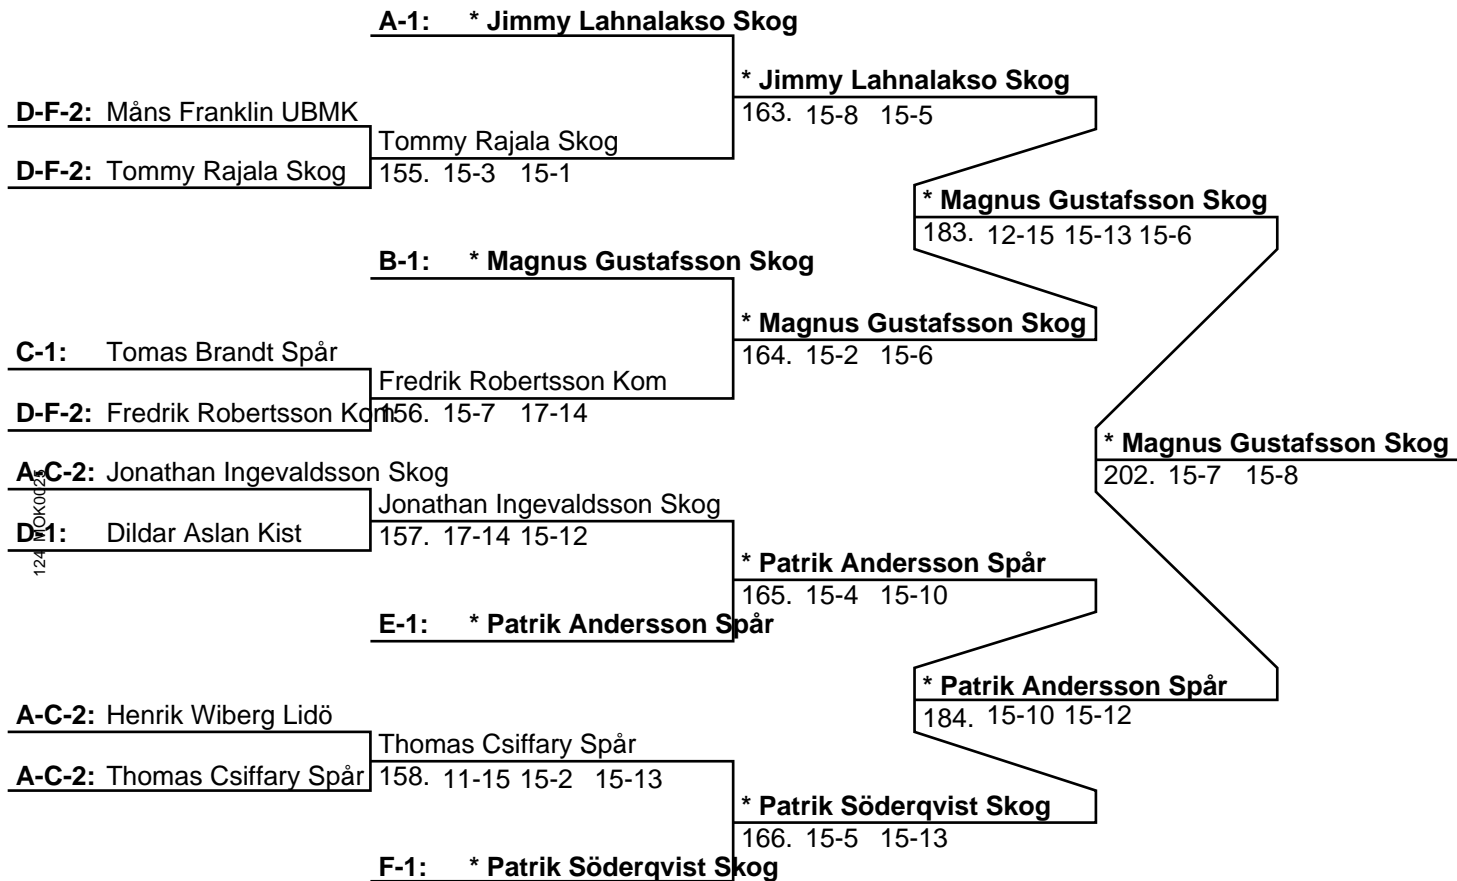 A-1: * Jimmy Lahnalakso Skog
* Jimmy Lahnalakso Skog
D-F-2: Måns Franklin UBMK
163. 15-8 15-5
Tommy Rajala Skog
D-F-2: Tommy Rajala Skog
155. 15-3 15-1
* Magnus Gustafsson Skog
183. 12-15 15-13 15-6
B-1: * Magnus Gustafsson Skog
* Magnus Gustafsson Skog
C-1: Tomas Brandt Spår
164. 15-2 15-6
Fredrik Robertsson Kom
D-F-2: Fredrik Robertsson Kom
156. 15-7 17-14
* Magnus Gustafsson Skog
A-C-2: Jonathan Ingevaldsson Skog
202. 15-7 15-8
Jonathan Ingevaldsson Skog
D-1: Dildar Aslan Kist
157. 17-14 15-12
124 MOK0025
* Patrik Andersson Spår
165. 15-4 15-10
E-1: * Patrik Andersson Spår
* Patrik Andersson Spår
A-C-2: Henrik Wiberg Lidö
184. 15-10 15-12
Thomas Csiffary Spår
A-C-2: Thomas Csiffary Spår
158. 11-15 15-2 15-13
* Patrik Söderqvist Skog
166. 15-5 15-13
F-1: * Patrik Söderqvist Skog